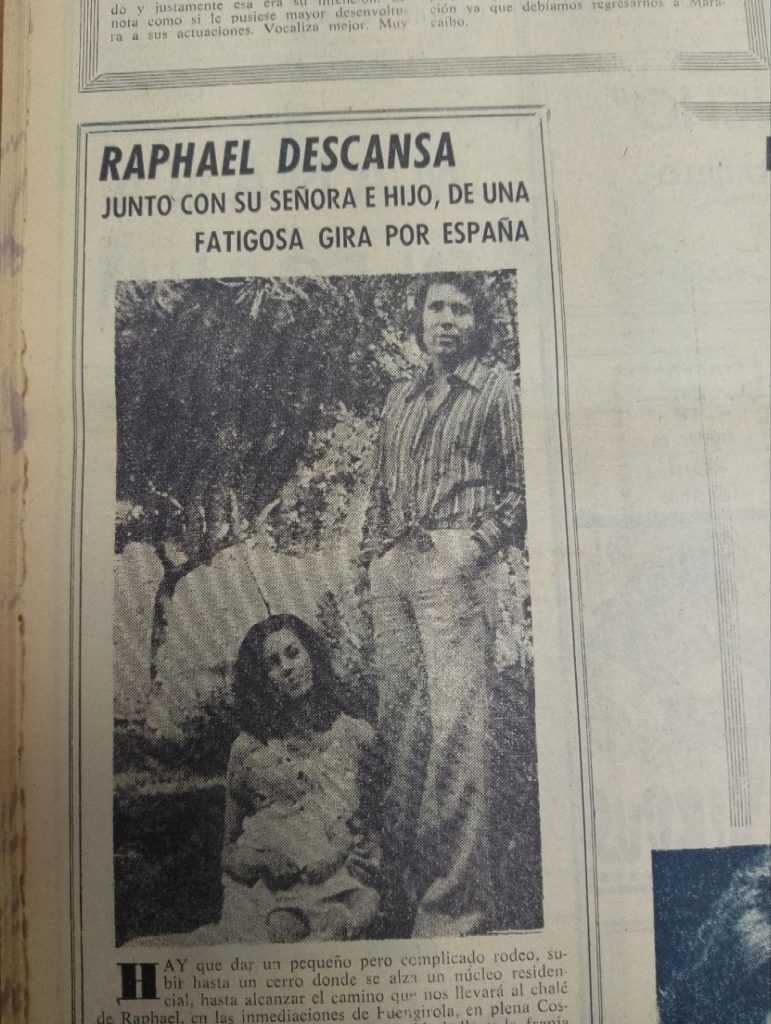 do y justamente esa era su intención.
nota como si le pusiese mayor desenvoltu-
ra a sus actuaciones. Vocaliza mejor. Muy
ción ya que debíamos regresarnos a Mara-
caibo.
RAPHAEL DESCANSA
JUNTO CON SU SEÑORA E HIJO, DE UNA
FATIGOSA GIRA POR ESPAÑA
HAY que dar un pequeño pero complicado rodeo, su-
bir hasta un cerro donde se alza un núcleo residen-
cial, hasta alcanzar el camino que nos llevará al chalé
de Raphael, en las inmediaciones de Fuengirola, en plena Cos-
la franja